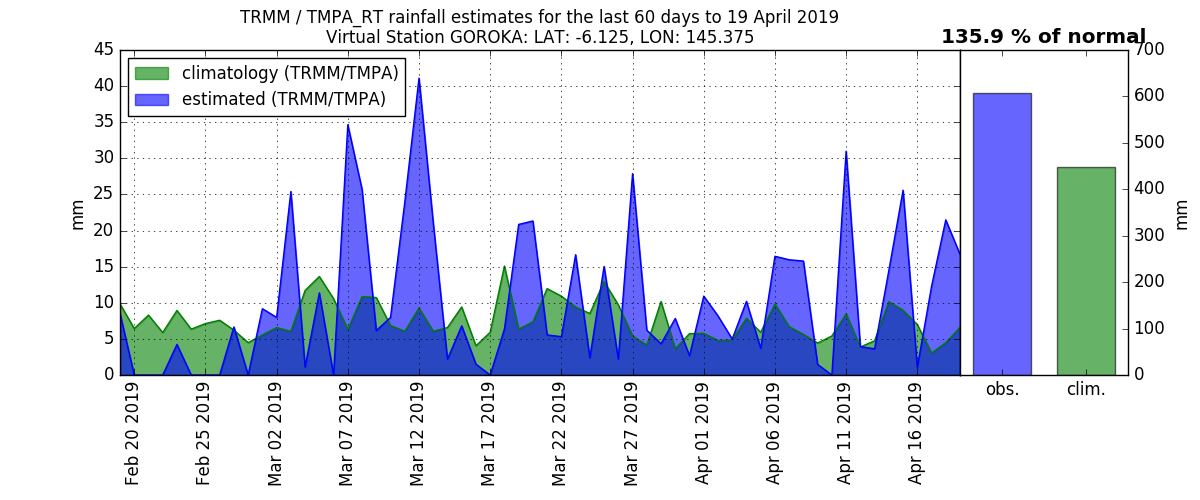 TRMM / TMPA_RT rainfall estimates for the last 60 days to 19 April 2019
Virtual Station GOROKA: LAT: -6.125, LON: 145.375
135.9 % of normal
climatology (TRMM/TMPA)
estimated (TRMM/TMPA)
45
40
35
30
25
20
15
10
5
0
mm
Feb 20 2019
Feb 25 2019
Mar 02 2019
Mar 07 2019
Mar 12 2019
Mar 17 2019
Mar 22 2019
Mar 27 2019
Apr 01 2019
Apr 06 2019
Apr 11 2019
Apr 16 2019
obs.
clim.
700
600
500
400
300
200
100
0
mm